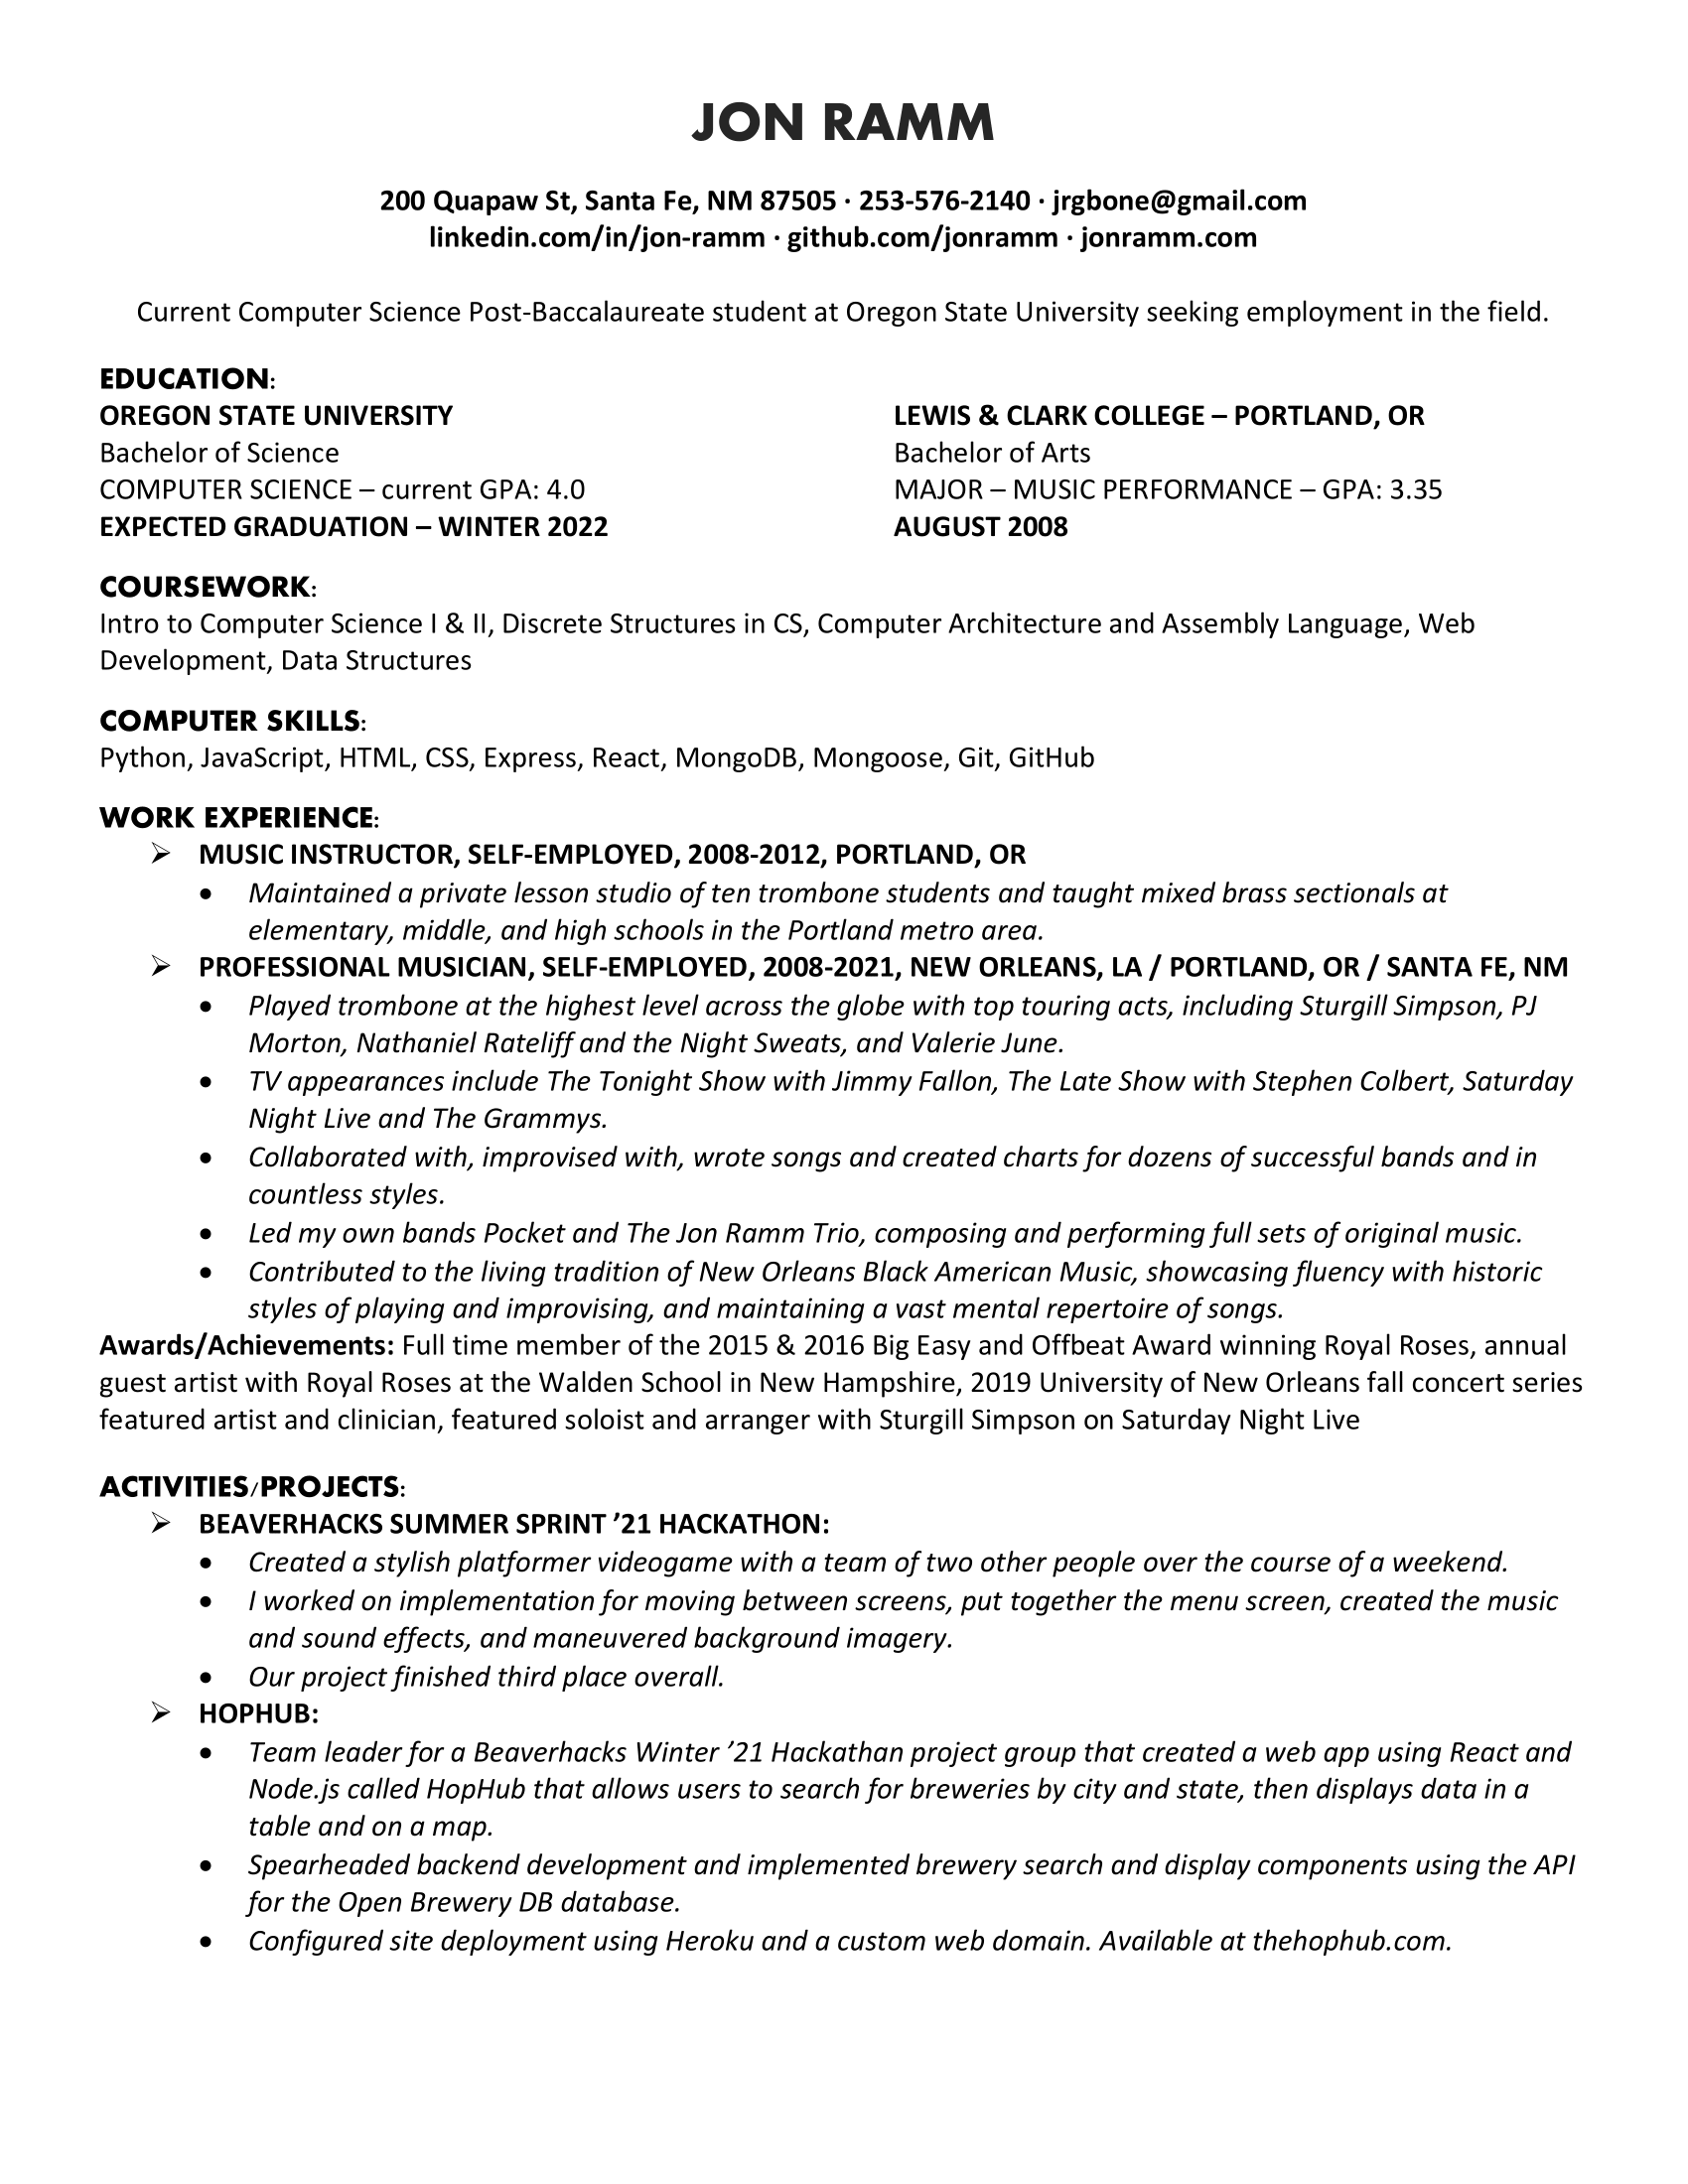 JON RAMM
200 Quapaw St, Santa Fe, NM 87505 · 253-576-2140 · jrgbone@gmail.com
linkedin.com/in/jon-ramm · github.com/jonramm · jonramm.com
Current Computer Science Post-Baccalaureate student at Oregon State University seeking employment in the field.
EDUCATION:
OREGON STATE UNIVERSITY
Bachelor of Science
COMPUTER SCIENCE – current GPA: 4.0
EXPECTED GRADUATION – WINTER 2022
LEWIS & CLARK COLLEGE – PORTLAND, OR
Bachelor of Arts
MAJOR – MUSIC PERFORMANCE – GPA: 3.35
AUGUST 2008
COURSEWORK:
Intro to Computer Science I & II, Discrete Structures in CS, Computer Architecture and Assembly Language, Web
Development, Data Structures
COMPUTER SKILLS:
Python, JavaScript, HTML, CSS, Express, React, MongoDB, Mongoose, Git, GitHub
WORK EXPERIENCE:
➢ MUSIC INSTRUCTOR, SELF-EMPLOYED, 2008-2012, PORTLAND, OR
• Maintained a private lesson studio of ten trombone students and taught mixed brass sectionals at
elementary, middle, and high schools in the Portland metro area.
➢ PROFESSIONAL MUSICIAN, SELF-EMPLOYED, 2008-2021, NEW ORLEANS, LA / PORTLAND, OR / SANTA FE, NM
• Played trombone at the highest level across the globe with top touring acts, including Sturgill Simpson, PJ
Morton, Nathaniel Rateliff and the Night Sweats, and Valerie June.
• TV appearances include The Tonight Show with Jimmy Fallon, The Late Show with Stephen Colbert, Saturday
Night Live and The Grammys.
• Collaborated with, improvised with, wrote songs and created charts for dozens of successful bands and in
countless styles.
• Led my own bands Pocket and The Jon Ramm Trio, composing and performing full sets of original music.
• Contributed to the living tradition of New Orleans Black American Music, showcasing fluency with historic
styles of playing and improvising, and maintaining a vast mental repertoire of songs.
Awards/Achievements: Full time member of the 2015 & 2016 Big Easy and Offbeat Award winning Royal Roses, annual
guest artist with Royal Roses at the Walden School in New Hampshire, 2019 University of New Orleans fall concert series
featured artist and clinician, featured soloist and arranger with Sturgill Simpson on Saturday Night Live
ACTIVITIES/PROJECTS:
➢ BEAVERHACKS SUMMER SPRINT ’21 HACKATHON:
• Created a stylish platformer videogame with a team of two other people over the course of a weekend.
• I worked on implementation for moving between screens, put together the menu screen, created the music
and sound effects, and maneuvered background imagery.
• Our project finished third place overall.
➢ HOPHUB:
• Team leader for a Beaverhacks Winter ’21 Hackathan project group that created a web app using React and
Node.js called HopHub that allows users to search for breweries by city and state, then displays data in a
table and on a map.
• Spearheaded backend development and implemented brewery search and display components using the API
for the Open Brewery DB database.
• Configured site deployment using Heroku and a custom web domain. Available at thehophub.com.